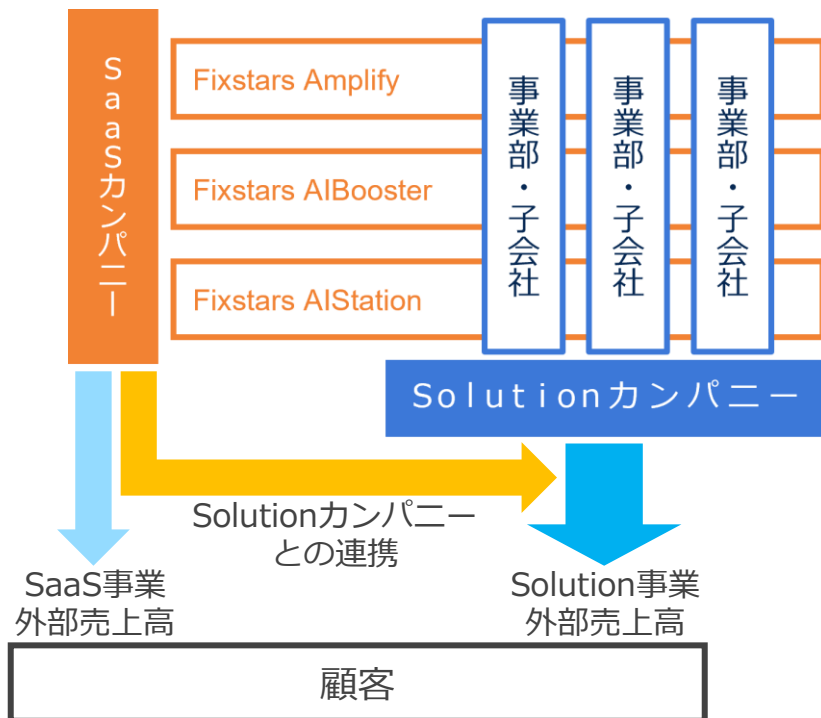 SaaSカンパニー
Fixstars Amplify
Fixstars AIBooster
Fixstars AIStation
事業部・子会社
事業部・子会社
事業部・子会社
Solutionカンパニー
Solutionカンパニー
との連携
SaaS事業
外部売上高
Solution事業
外部売上高
顧客